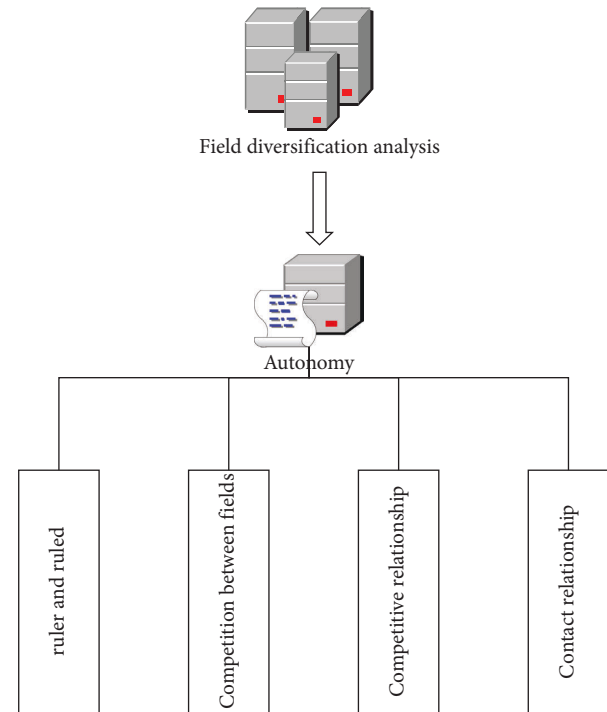 Field diversification analysis
Autonomy
ruler and ruled
Competition between fields
Competitive relationship
Contact relationship